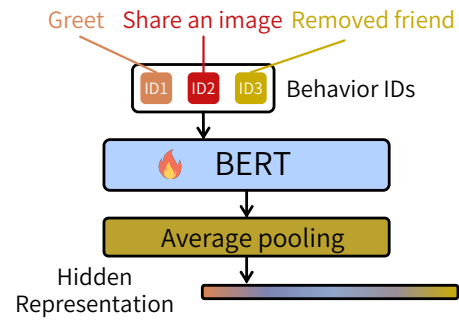 Greet Share an image Removed friend
ID1 ID2 ID3 Behavior IDs
BERT
Average pooling
Hidden
Representation